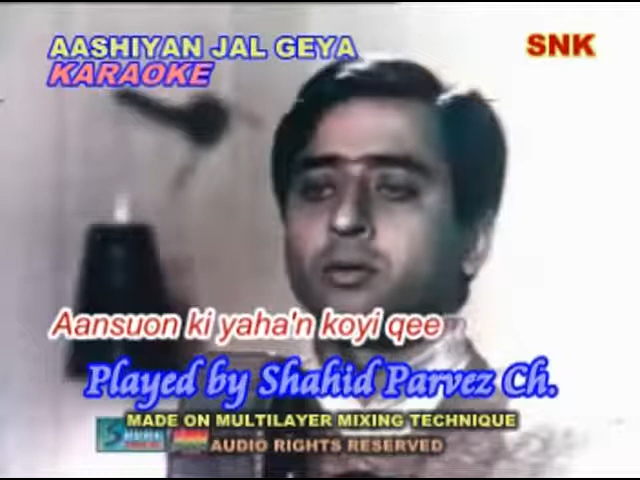 AASHIYAN JAL GEYA
SNK
KARAOKE
Aansuon ki yaha'n koyi qeem
Played by Shahid Parvez Ch.
MADE ON MULTILAYER MIXING TECHNIQUE
AUDIO RIGHTS RESERVED